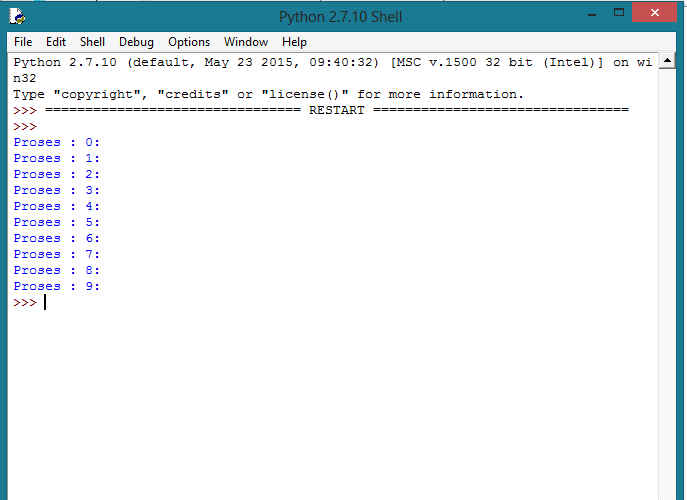 Python 2.7.10 Shell
File Edit Shell Debug Options Window Help
Python 2.7.10 (default, May 23 2015, 09:40:32) [MSC v.1500 32 bit (Intel)] on wi
n32
Type "copyright", "credits" or "license()" for more information.
>>> ================================ RESTART ================================
>>>
Proses : 0:
Proses : 1:
Proses : 2:
Proses : 3:
Proses : 4:
Proses : 5:
Proses : 6:
Proses : 7:
Proses : 8:
Proses : 9:
>>>